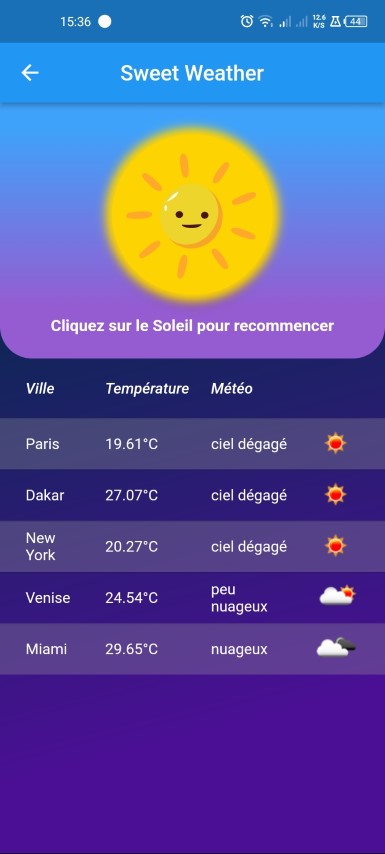 15:36 12.6 K/S 44
Sweet Weather
Cliquez sur le Soleil pour recommencer
Ville Température Météo
Paris 19.61°C ciel dégagé
Dakar 27.07°C ciel dégagé
New York 20.27°C ciel dégagé
Venise 24.54°C peu nuageux
Miami 29.65°C nuageux